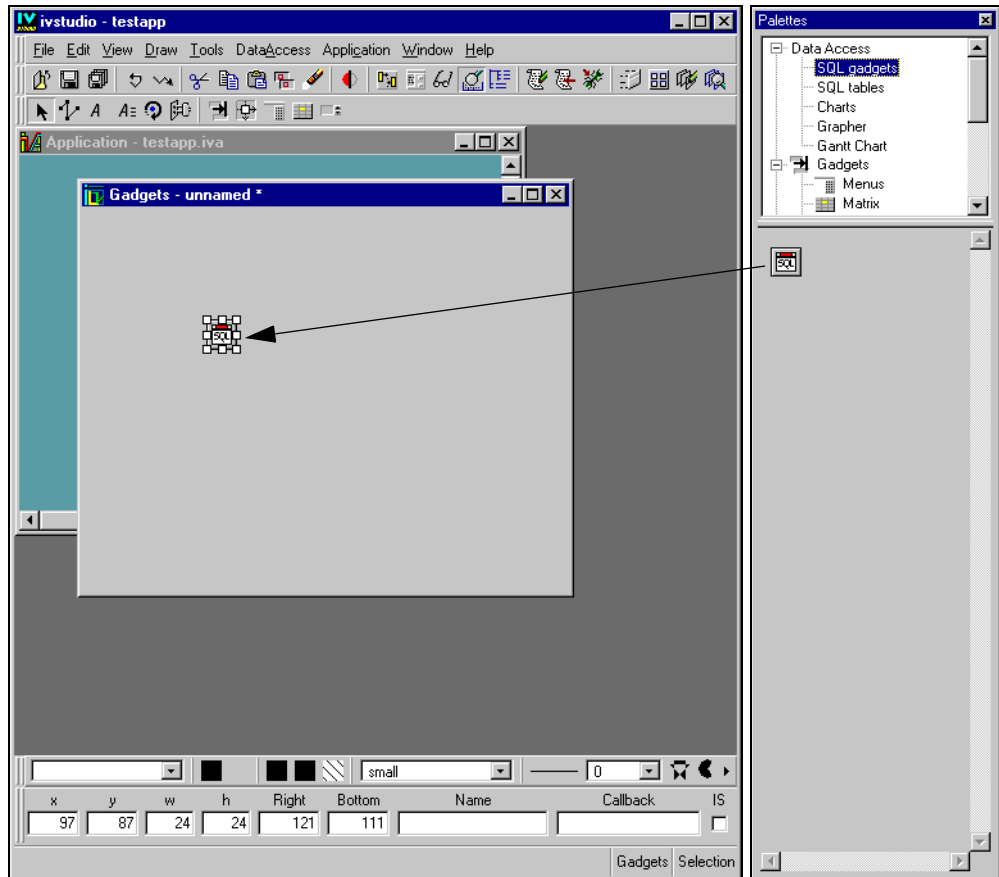 ivstudio - testapp
File Edit View Draw Tools DataAccess Application Window Help
A A
Application - testapp.iva
Gadgets - unnamed *
SQL
small
0
x y w h Right Bottom Name Callback IS
97 87 24 24 121 111
Gadgets Selection
Palettes
Data Access
SQL gadgets
SQL tables
Charts
Grapher
Gantt Chart
Gadgets
Menus
Matrix
SQL